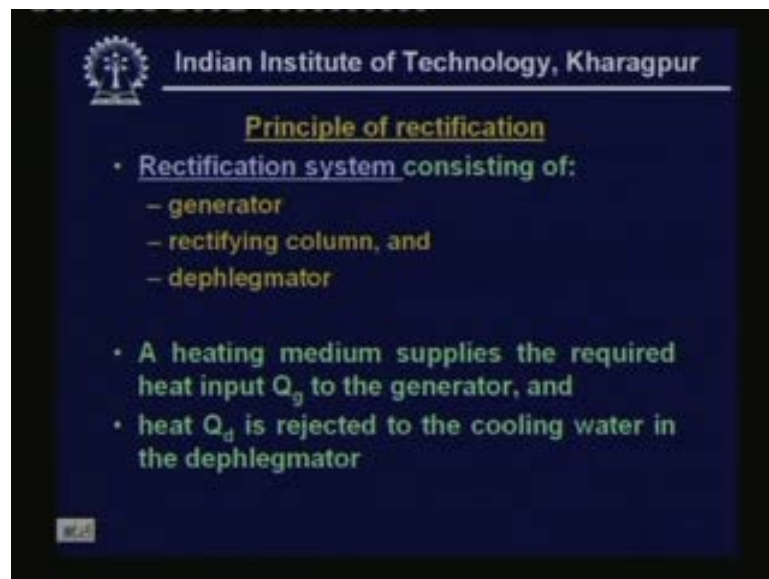 Indian Institute of Technology, Kharagpur
Principle of rectification
• Rectification system consisting of:
– generator
– rectifying column, and
– dephlegmator
• A heating medium supplies the required
heat input Qg to the generator, and
• heat Qd is rejected to the cooling water in
the dephlegmator